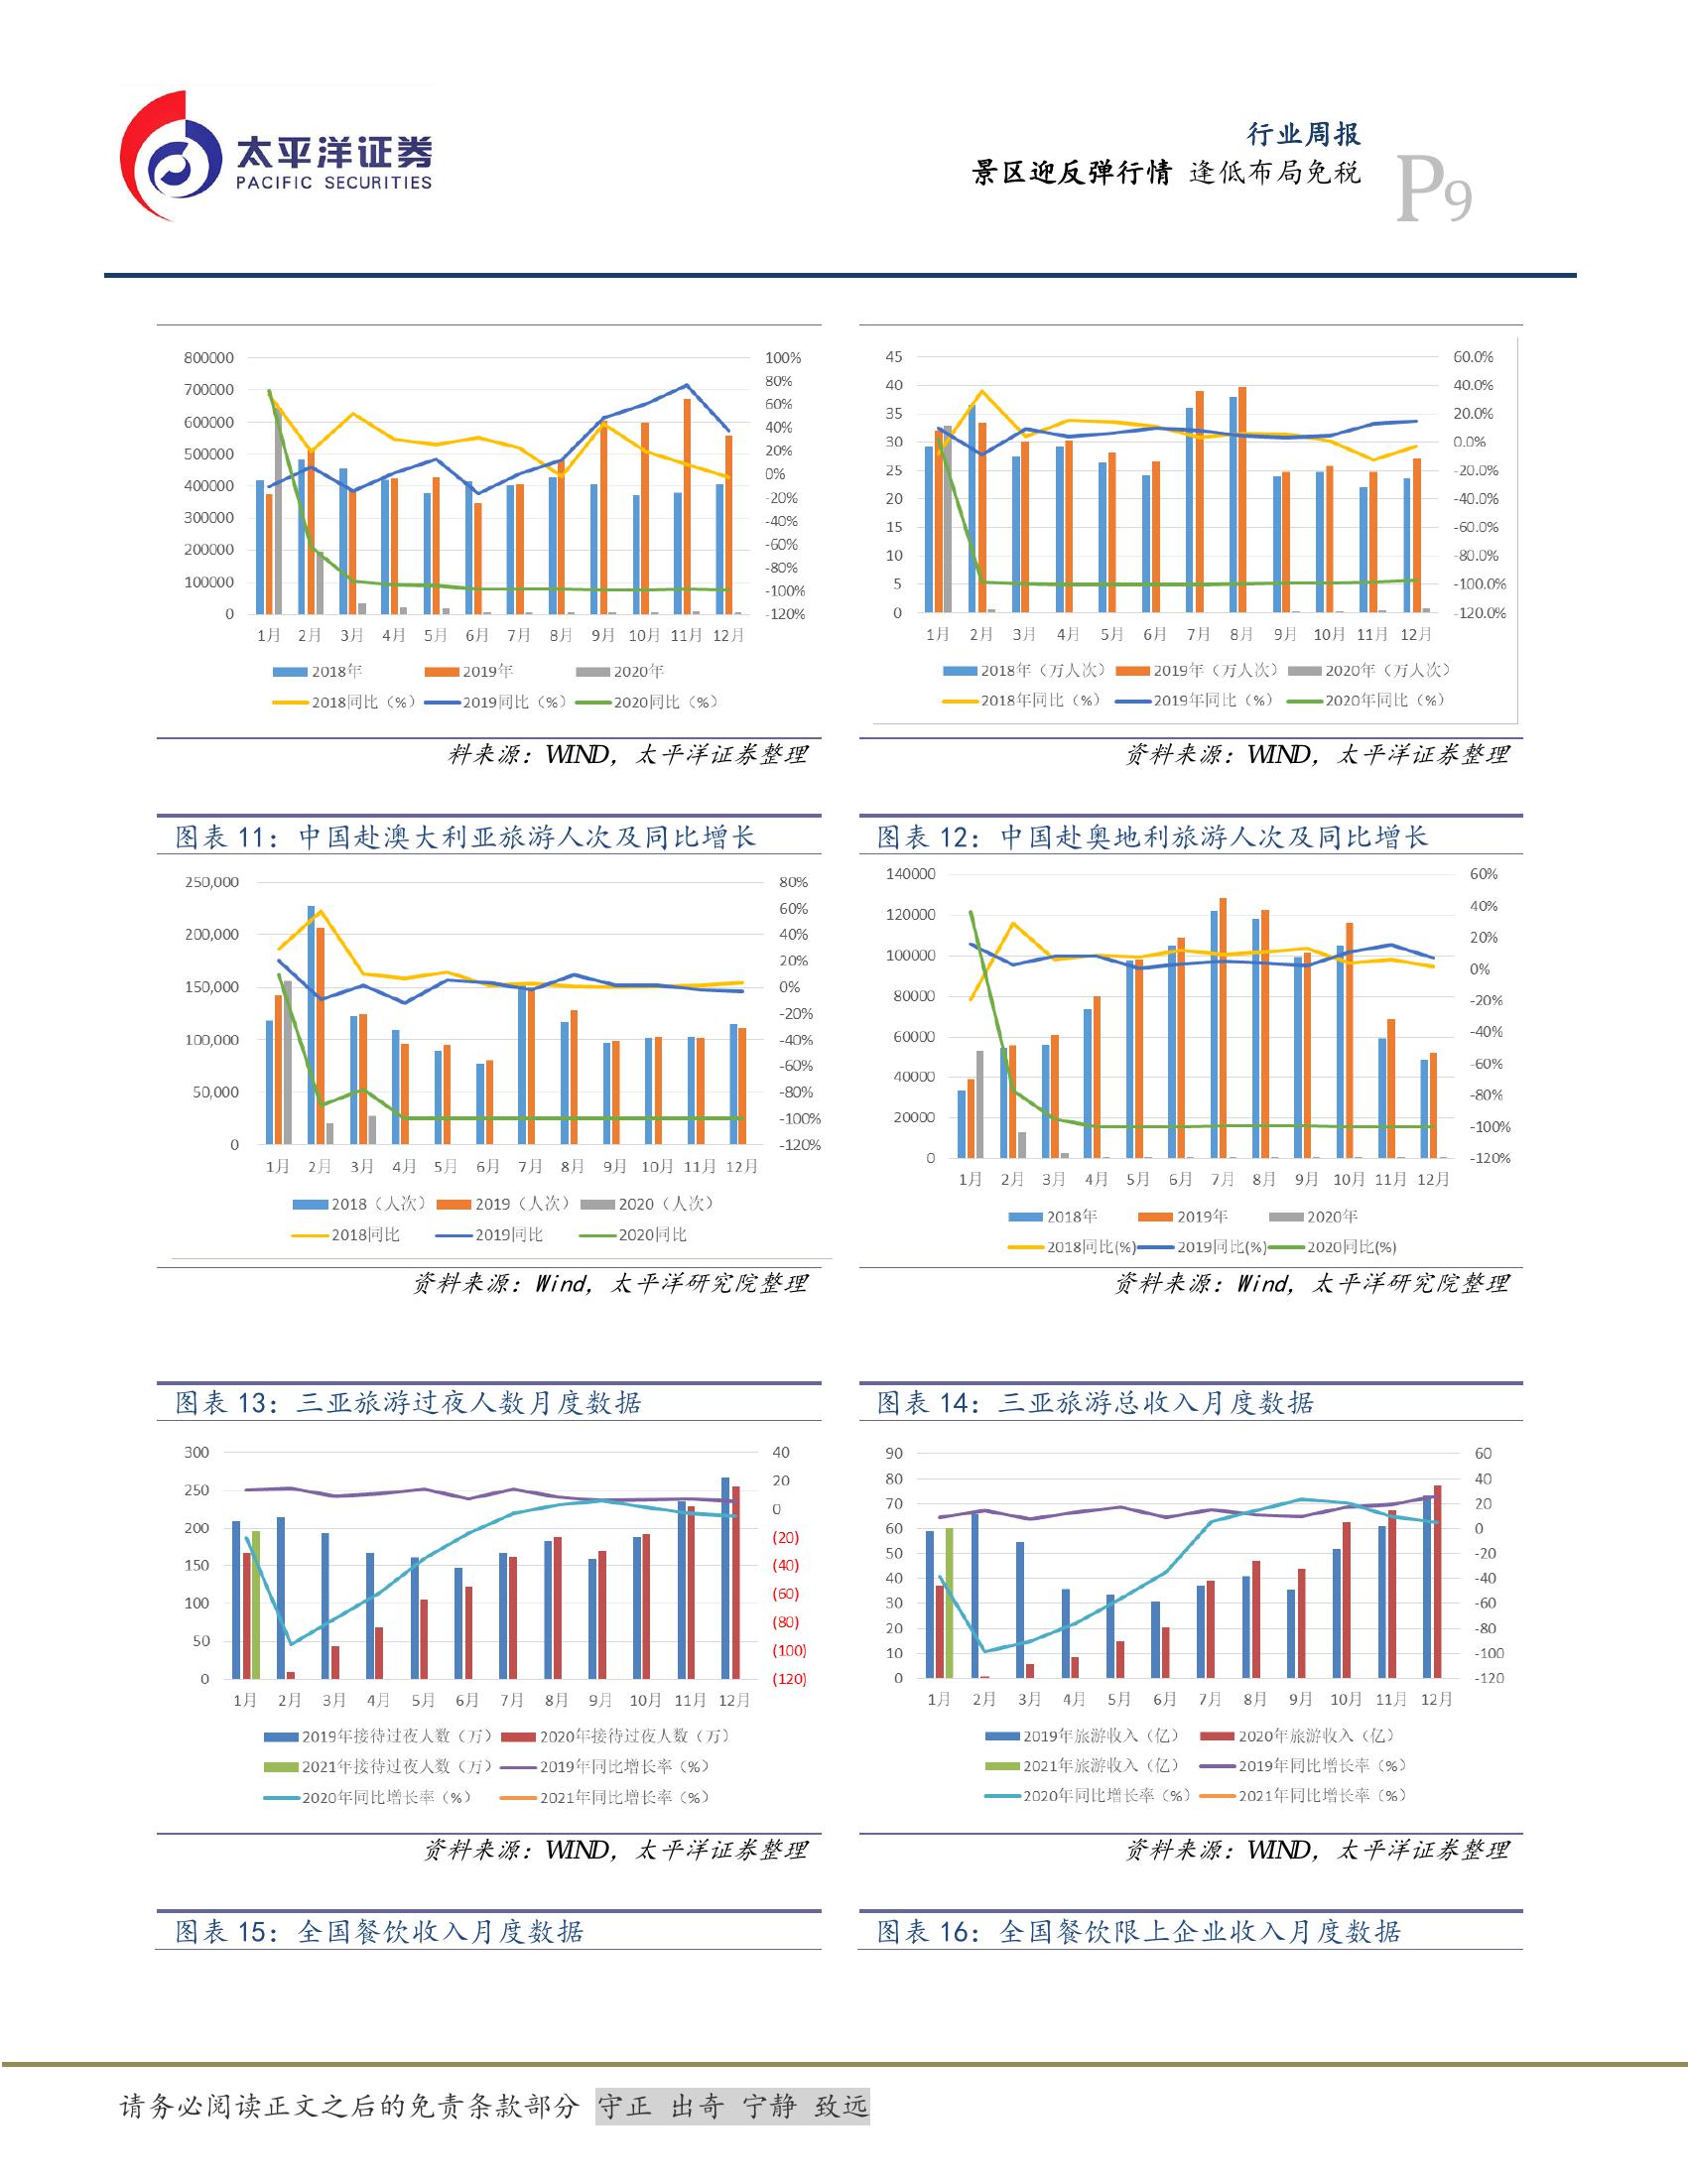 太平洋证券
PACIFIC SECURITIES
行业周报
景区迎反弹行情 逢低布局免税
P9
800000
700000
600000
500000
400000
300000
200000
100000
0
100%
80%
60%
40%
20%
0%
-20%
-40%
-60%
-80%
-100%
-120%
1月 2月 3月 4月 5月 6月 7月 8月 9月 10月 11月 12月
2018年 2019年 2020年
2018同比（%） 2019同比（%） 2020同比（%）
料来源：WIND，太平洋证券整理
45
40
35
30
25
20
15
10
5
0
60.0%
40.0%
20.0%
0.0%
-20.0%
-40.0%
-60.0%
-80.0%
-100.0%
-120.0%
1月 2月 3月 4月 5月 6月 7月 8月 9月 10月 11月 12月
2018年（万人次） 2019年（万人次） 2020年（万人次）
2018年同比（%） 2019年同比（%） 2020年同比（%）
资料来源：WIND，太平洋证券整理
图表 11：中国赴澳大利亚旅游人次及同比增长
250,000
200,000
150,000
100,000
50,000
0
80%
60%
40%
20%
0%
-20%
-40%
-60%
-80%
-100%
-120%
1月 2月 3月 4月 5月 6月 7月 8月 9月 10月 11月 12月
2018（人次） 2019（人次） 2020（人次）
2018同比 2019同比 2020同比
资料来源：Wind，太平洋研究院整理
图表 12：中国赴奥地利旅游人次及同比增长
140000
120000
100000
80000
60000
40000
20000
0
60%
40%
20%
0%
-20%
-40%
-60%
-80%
-100%
-120%
1月 2月 3月 4月 5月 6月 7月 8月 9月 10月 11月 12月
2018年 2019年 2020年
2018同比(%) 2019同比(%) 2020同比(%)
资料来源：Wind，太平洋研究院整理
图表 13：三亚旅游过夜人数月度数据
300
250
200
150
100
50
0
40
20
0
(20)
(40)
(60)
(80)
(100)
(120)
1月 2月 3月 4月 5月 6月 7月 8月 9月 10月 11月 12月
2019年接待过夜人数（万） 2020年接待过夜人数（万）
2021年接待过夜人数（万） 2019年同比增长率（%）
2020年同比增长率（%） 2021年同比增长率（%）
资料来源：WIND，太平洋证券整理
图表 14：三亚旅游总收入月度数据
90
80
70
60
50
40
30
20
10
0
60
40
20
0
-20
-40
-60
-80
-100
-120
1月 2月 3月 4月 5月 6月 7月 8月 9月 10月 11月 12月
2019年旅游收入（亿） 2020年旅游收入（亿）
2021年旅游收入（亿） 2019年同比增长率（%）
2020年同比增长率（%） 2021年同比增长率（%）
资料来源：WIND，太平洋证券整理
图表 15：全国餐饮收入月度数据
图表 16：全国餐饮限上企业收入月度数据
请务必阅读正文之后的免责条款部分 守正 出奇 宁静 致远